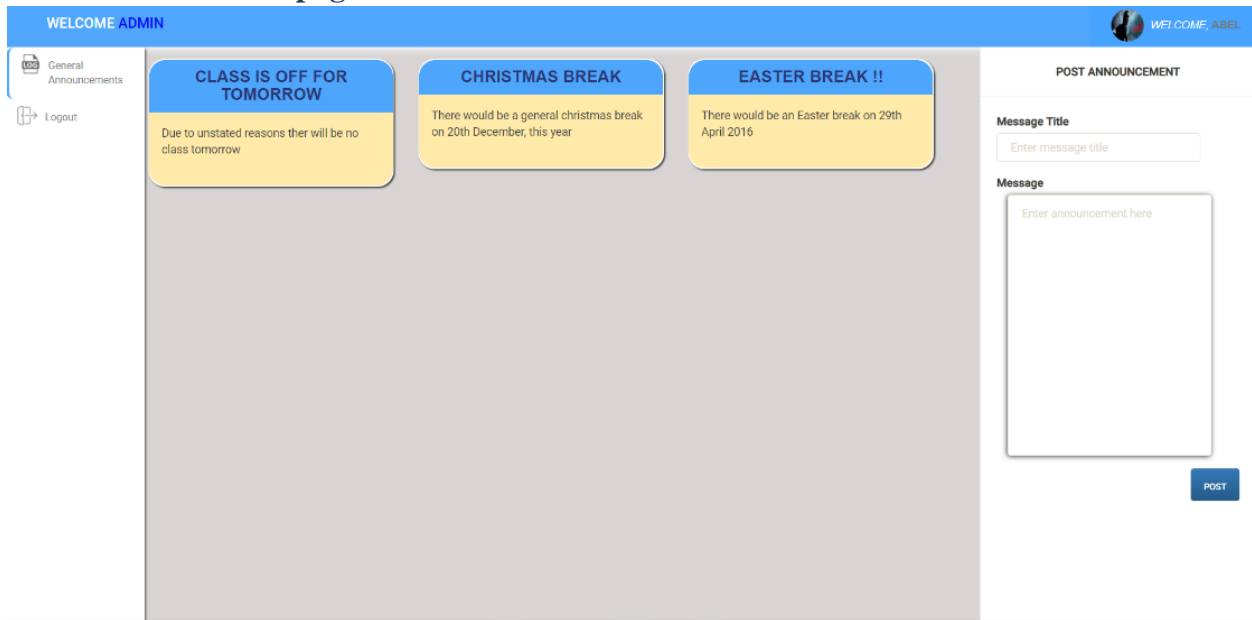 WELCOME ADMIN
WELCOME, ABEL
LOG
General
Announcements
Logout
CLASS IS OFF FOR
TOMORROW
Due to unstated reasons ther will be no
class tomorrow
CHRISTMAS BREAK
There would be a general christmas break
on 20th December, this year
EASTER BREAK !!
There would be an Easter break on 29th
April 2016
POST ANNOUNCEMENT
Message Title
Enter message title
Message
Enter announcement here
POST